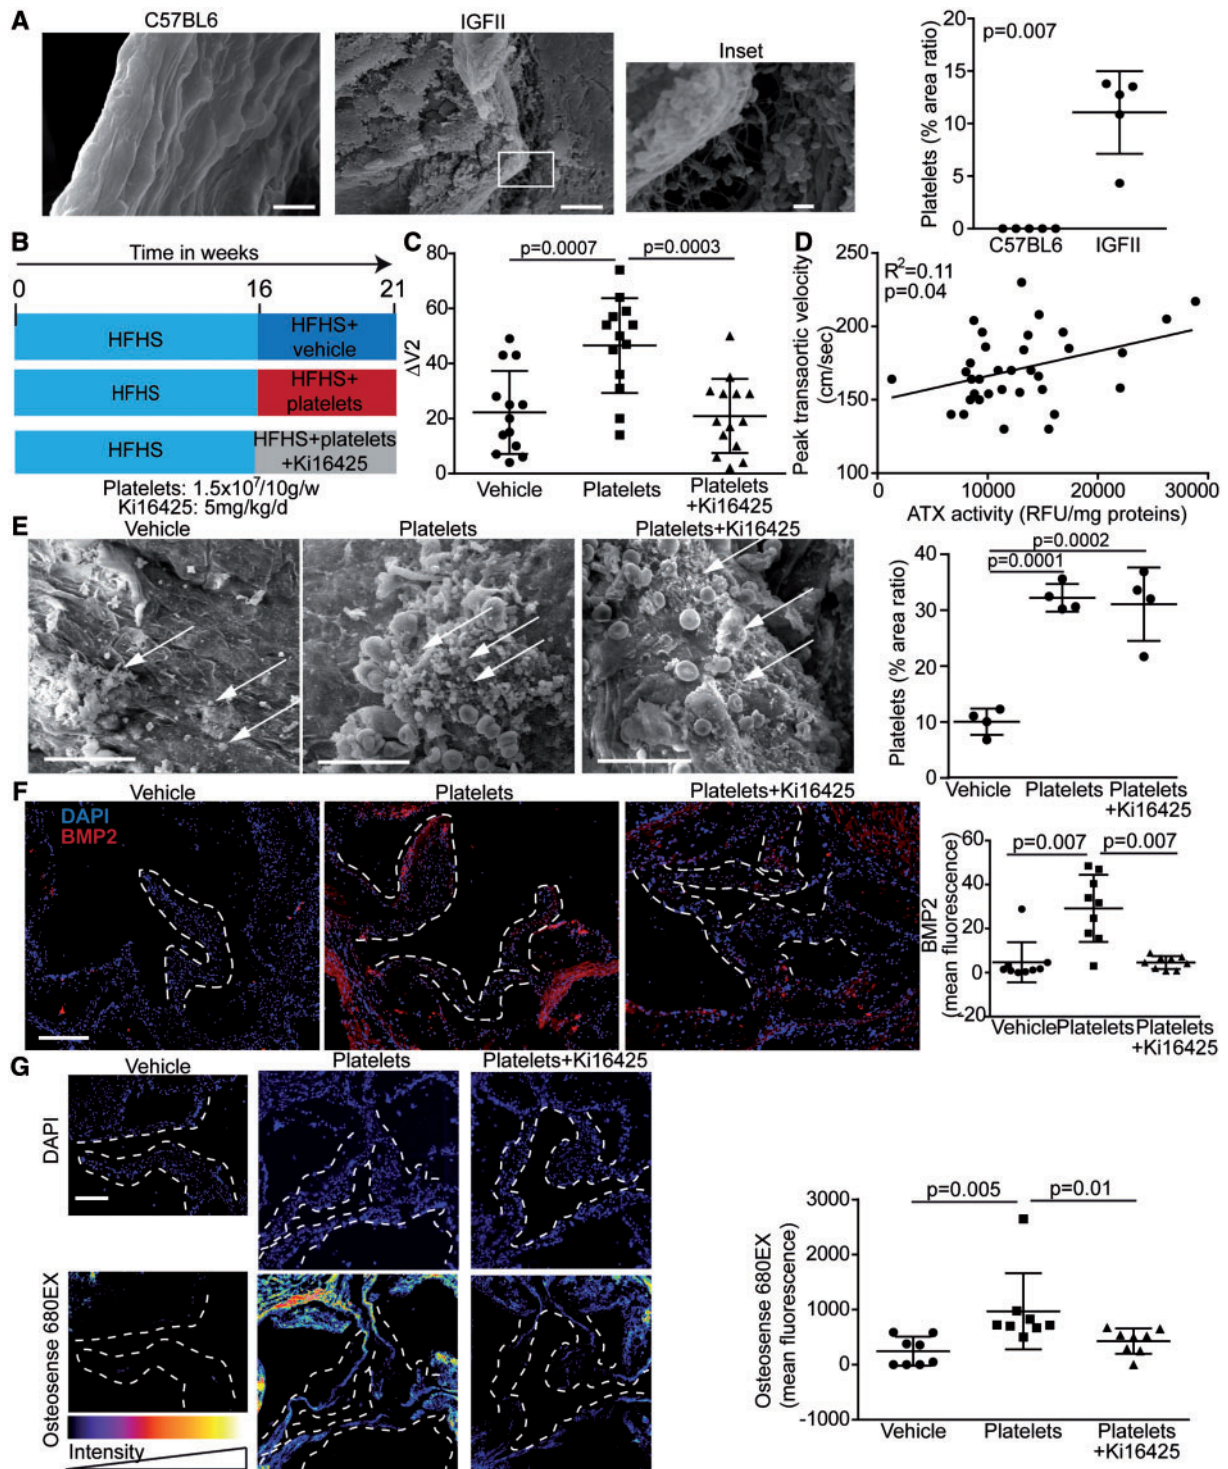 A
C57BL6
IGFII
Inset
20
15
10
5
0
p=0.007
Platelets (% area ratio)
C57BL6
IGFII
B
Time in weeks
0
16
21
HFHS
HFHS+
vehicle
HFHS
HFHS+
platelets
HFHS
HFHS+platelets
+Ki16425
Platelets: 1.5x10⁷/10g/w
Ki16425: 5mg/kg/d
C
p=0.0007
p=0.0003
80
60
40
20
0
ΔV2
Vehicle
Platelets
Platelets
+Ki16425
D
250
200
150
100
R²=0.11
p=0.04
Peak transaortic velocity
(cm/sec)
0
10000
20000
30000
ATX activity (RFU/mg proteins)
E
Vehicle
Platelets
Platelets+Ki16425
40
30
20
10
0
p=0.0002
p=0.0001
Platelets (% area ratio)
Vehicle
Platelets
Platelets
+Ki16425
F
Vehicle
Platelets
Platelets+Ki16425
DAPI
BMP2
60
40
20
0
-20
p=0.007
p=0.007
BMP2
(mean fluorescence)
Vehicle
Platelets
Platelets
+Ki16425
G
Vehicle
Platelets
Platelets+Ki16425
DAPI
Osteosense 680EX
Intensity
3000
2000
1000
0
-1000
p=0.005
p=0.01
Osteosense 680EX
(mean fluorescence)
Vehicle
Platelets
Platelets
+Ki16425